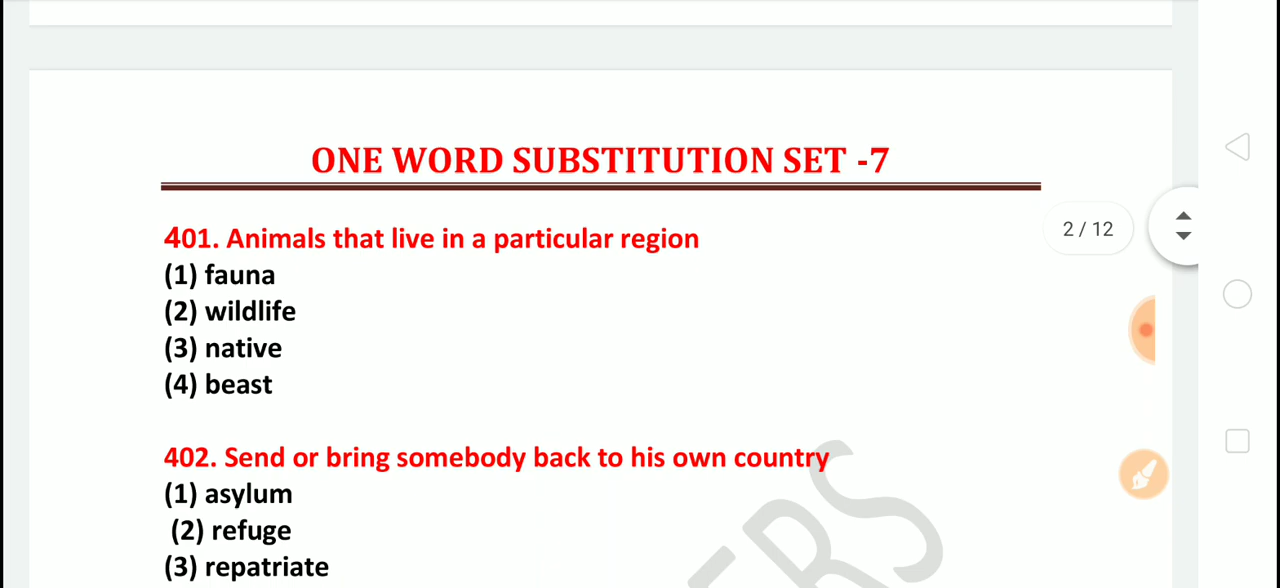 ONE WORD SUBSTITUTION SET -7
2 / 12
401. Animals that live in a particular region
(1) fauna
(2) wildlife
(3) native
(4) beast
402. Send or bring somebody back to his own country
(1) asylum
(2) refuge
(3) repatriate